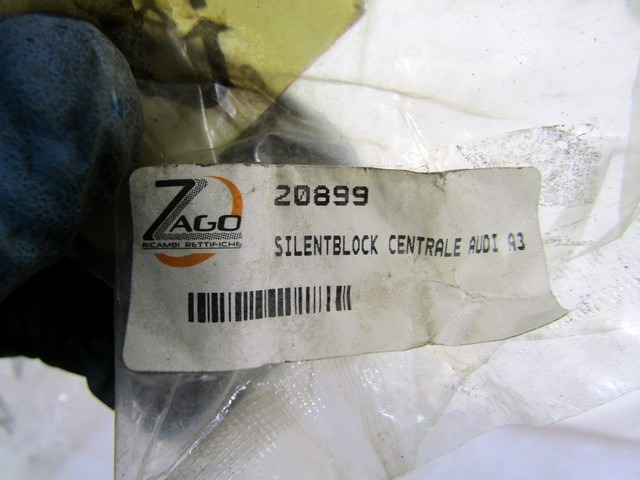 ZAGO
RICAMBI RETTIFICHE
20899
SILENTBLOCK CENTRALE AUDI A3